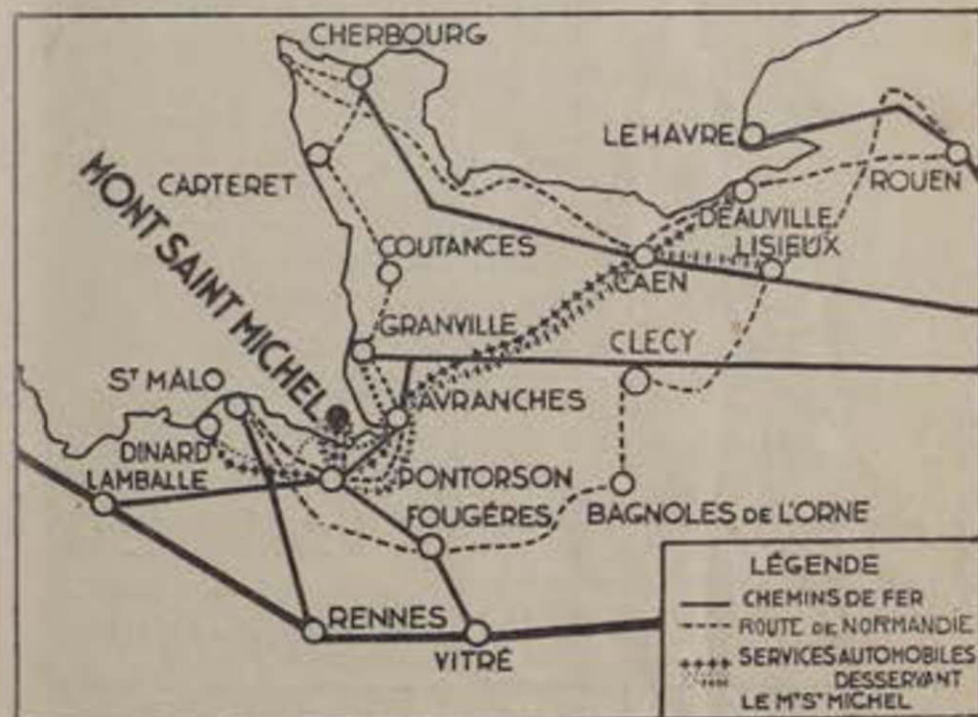 CHERBOURG
LE HAVRE
ROUEN
CARTERET
DEAUVILLE
LISIEUX
COUTANCES
CAEN
MONT SAINT MICHEL
GRANVILLE
CLECY
ST MALO
AVRANCHES
DINARD
LAMBALLE
PONTORSON
FOUGÉRES
BAGNOLES DE L'ORNE
RENNES
VITRÉ
LÉGENDE
CHEMINS DE FER
ROUTE DE NORMANDIE
SERVICES AUTOMOBILES
DESSERVANT
LE MT ST MICHEL